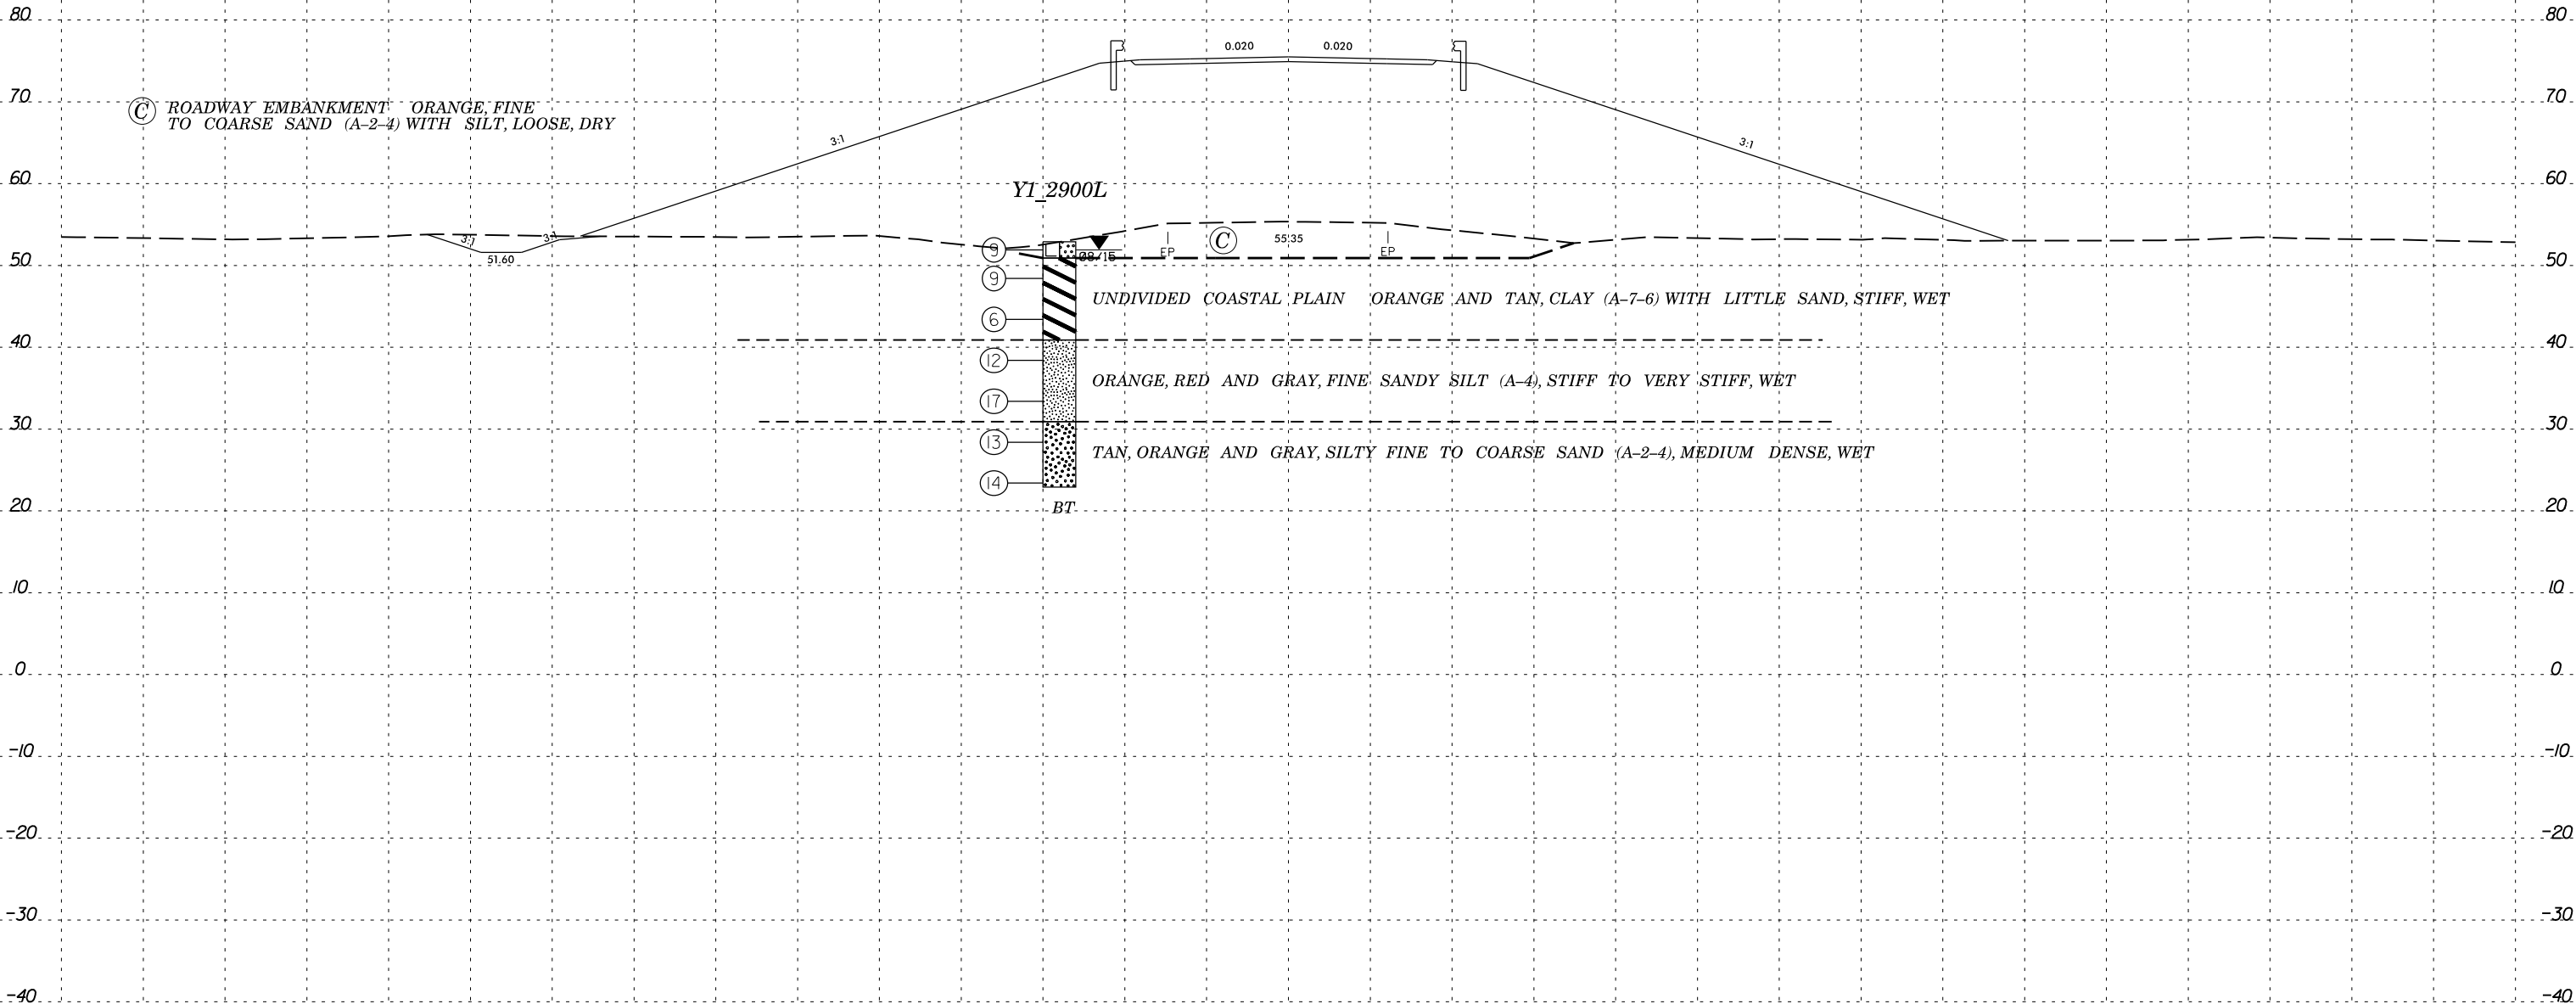 80 80
0.020 0.020
70 70
C ROADWAY EMBANKMENT ORANGE, FINE
TO COARSE SAND (A-2-4) WITH SILT, LOOSE, DRY
3:1 3:1
60 60
Y1_2900L
3:1 3:1
9 C 55.35
EP EP
51.60
50 50
9
UNDIVIDED COASTAL PLAIN ORANGE AND TAN, CLAY (A-7-6) WITH LITTLE SAND, STIFF, WET
6
40 40
12
ORANGE, RED AND GRAY, FINE SANDY SILT (A-4), STIFF TO VERY STIFF, WET
17
30 30
13
TAN, ORANGE AND GRAY, SILTY FINE TO COARSE SAND (A-2-4), MEDIUM DENSE, WET
14
20 20
BT
10 10
0 0
-10 -10
-20 -20
-30 -30
-40 -40